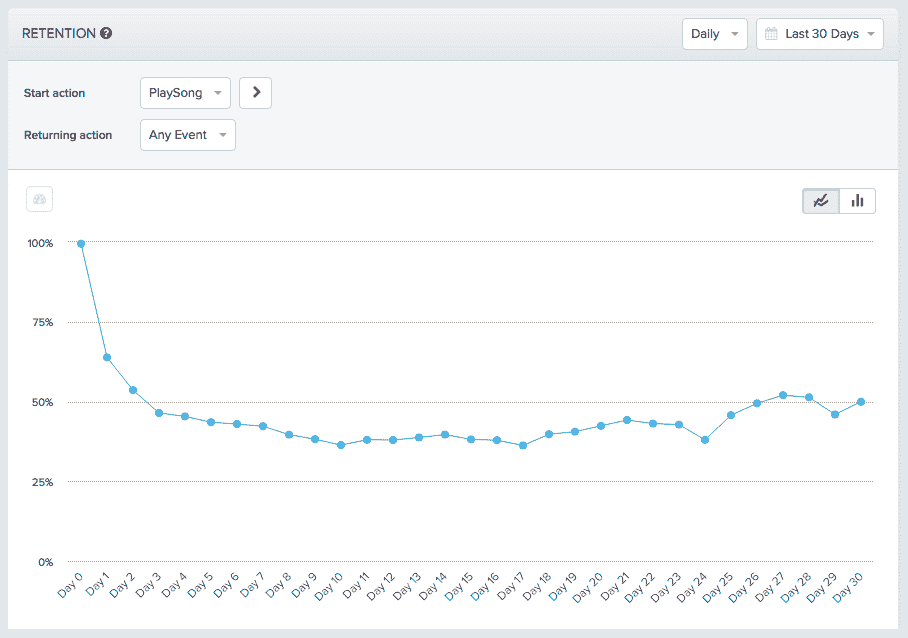 RETENTION ?
Daily
Last 30 Days
Start action
PlaySong
Returning action
Any Event
100%
75%
50%
25%
0%
Day 0
Day 1
Day 2
Day 3
Day 4
Day 5
Day 6
Day 7
Day 8
Day 9
Day 10
Day 11
Day 12
Day 13
Day 14
Day 15
Day 16
Day 17
Day 18
Day 19
Day 20
Day 21
Day 22
Day 23
Day 24
Day 25
Day 26
Day 27
Day 28
Day 29
Day 30